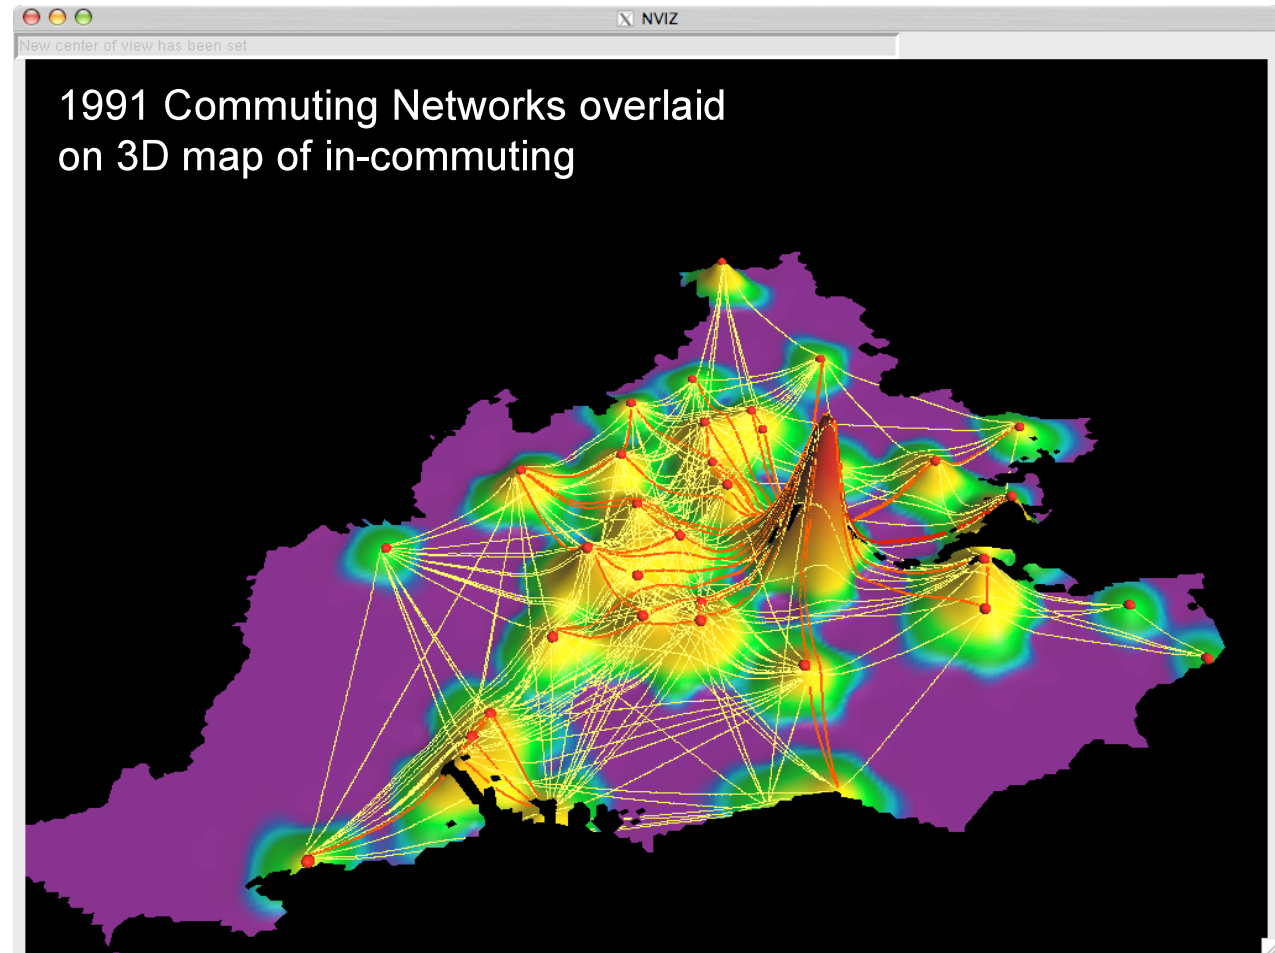 NVIZ
New center of view has been set
1991 Commuting Networks overlaid
on 3D map of in-commuting